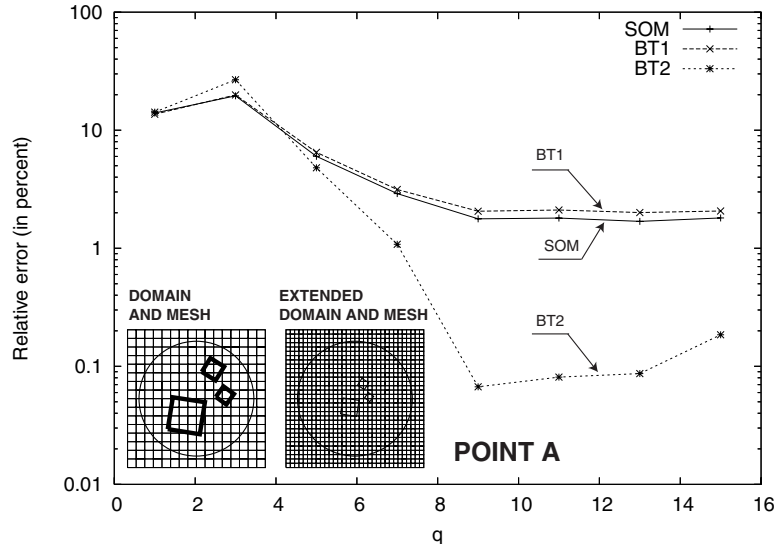 100
10
1
0.1
0.01
Relative error (in percent)
SOM
BT1
BT2
BT1
SOM
BT2
DOMAIN
AND MESH
EXTENDED
DOMAIN AND MESH
POINT A
0 2 4 6 8 10 12 14 16
q